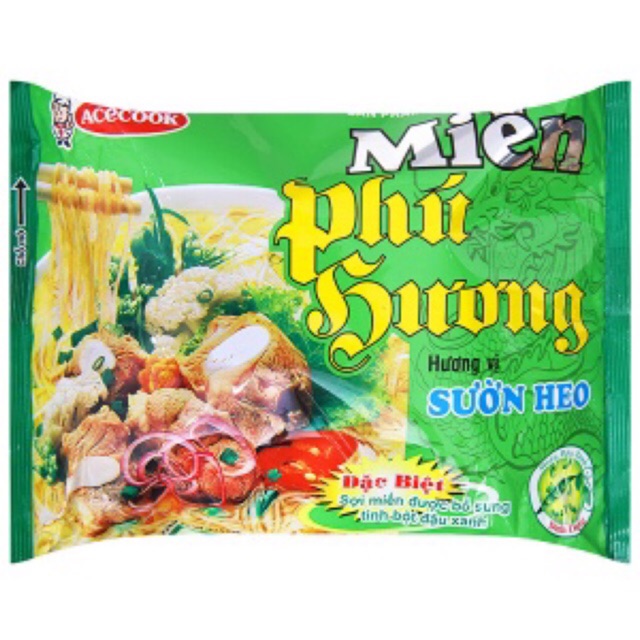 ACECOOK
Miến
Phú
Hương
Hương vị
SƯỜN HEO
Đặc Biệt
Sợi miến được bổ sung
tinh bột đậu xanh